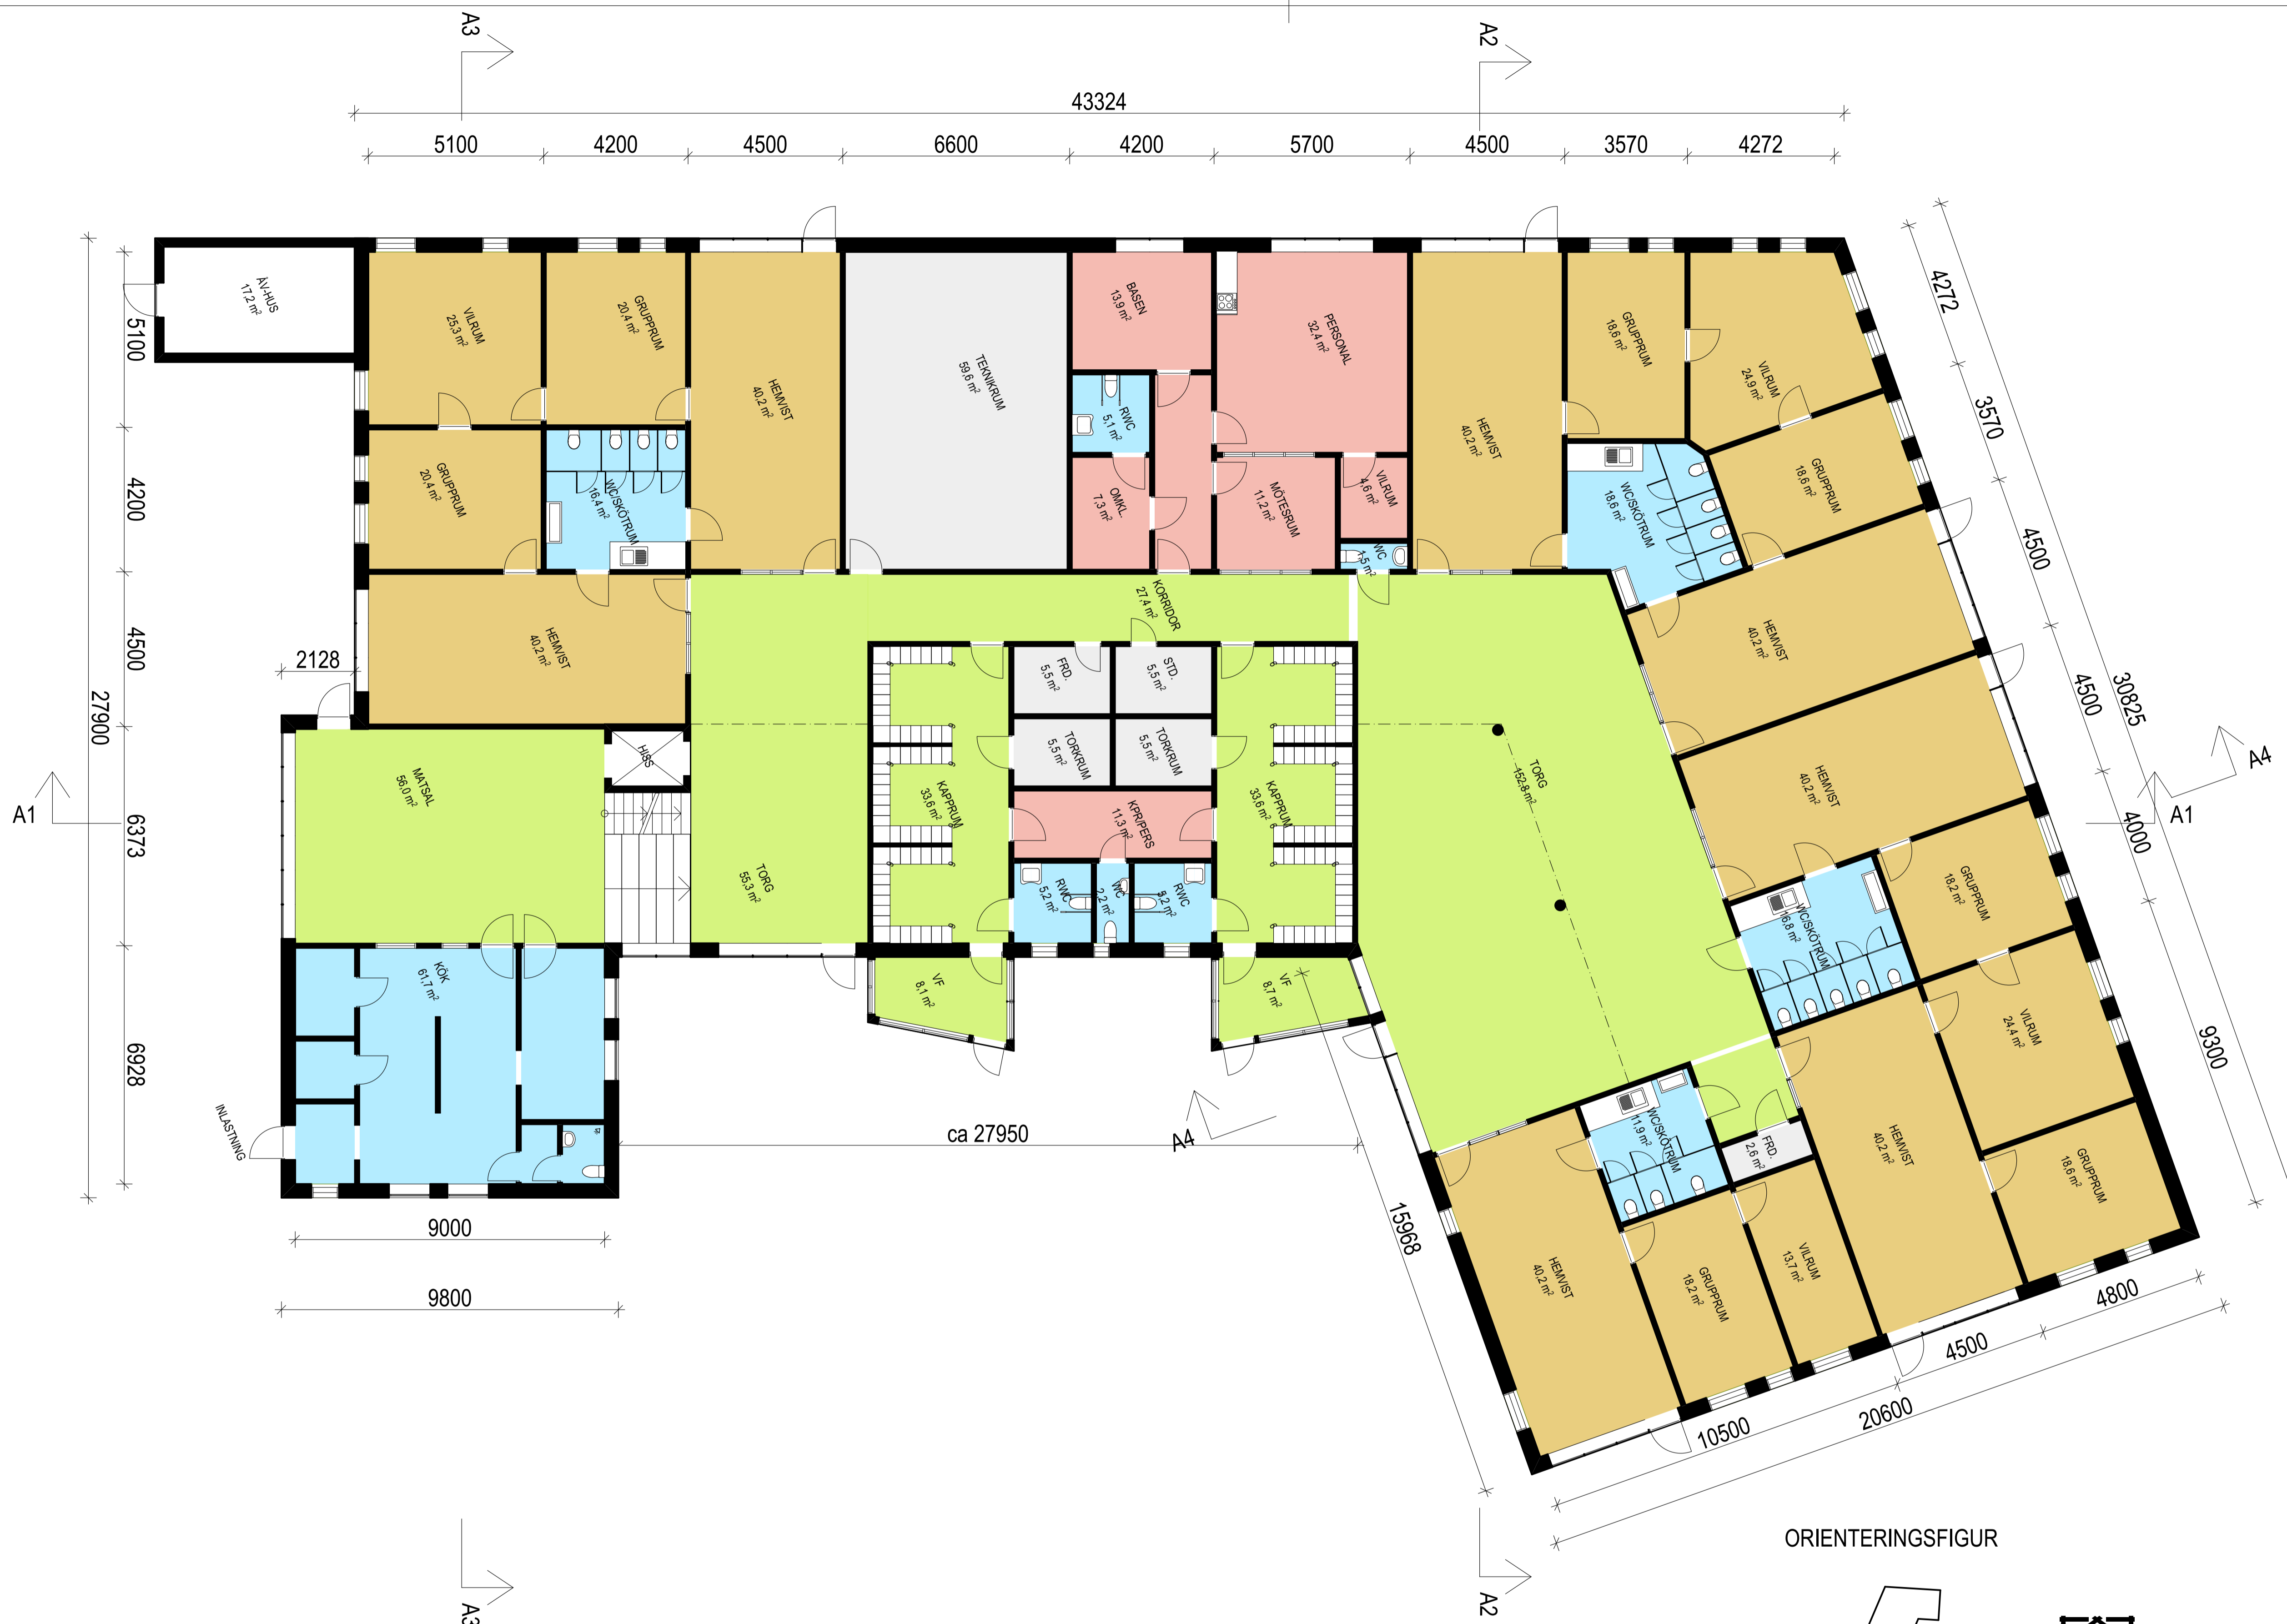 A3
A2
43324
5100
4200
4500
6600
4200
5700
4500
3570
4272
ÅV-HUS
17,2 m²
VILRUM
25,3 m²
GRUPPRUM
20,4 m²
HEMVIST
40,2 m²
TEKNIKRUM
59,6 m²
BASEN
13,9 m²
PERSONAL
32,4 m²
HEMVIST
40,2 m²
GRUPPRUM
18,6 m²
VILRUM
24,9 m²
4272
5100
GRUPPRUM
20,4 m²
WC/SKÖTRUM
16,4 m²
RWC
5,1 m²
OMKL.
7,3 m²
MÖTESRUM
11,2 m²
VILRUM
4,6 m²
WC
1,5 m²
WC/SKÖTRUM
18,6 m²
GRUPPRUM
18,6 m²
3570
4200
HEMVIST
40,2 m²
KORRIDOR
27,4 m²
HEMVIST
40,2 m²
4500
4500
2128
27900
FRD.
5,5 m²
STD.
5,5 m²
4500
30825
HISS
TORKRUM
5,5 m²
TORKRUM
5,5 m²
TORG
152,8 m²
HEMVIST
40,2 m²
A4
MATSAL
56,0 m²
KAPPRUM
33,6 m²
KAPPRUM
33,6 m²
A1
6373
KPR/PERS
11,3 m²
4000
A1
TORG
55,3 m²
RWC
5,2 m²
WC
2,2 m²
RWC
5,2 m²
WC/SKÖTRUM
16,8 m²
GRUPPRUM
18,2 m²
KÖK
61,7 m²
VF
8,1 m²
VF
8,7 m²
VILRUM
24,4 m²
9300
6928
INLASTNING
ca 27950
A4
WC/SKÖTRUM
11,9 m²
FRD.
2,6 m²
HEMVIST
40,2 m²
GRUPPRUM
18,6 m²
9000
15968
HEMVIST
40,2 m²
GRUPPRUM
18,2 m²
VILRUM
13,7 m²
9800
4800
4500
20600
10500
ORIENTERINGSFIGUR
A3
A2